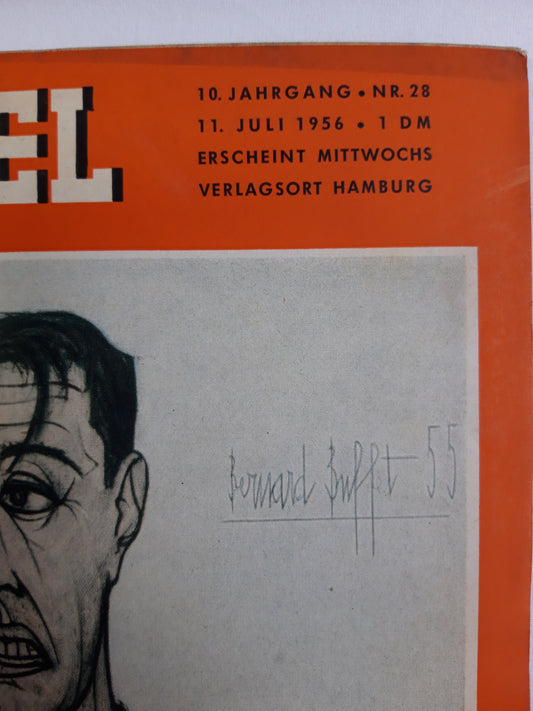 EL
10. JAHRGANG • NR. 28
11. JULI 1956 • 1 DM
ERSCHEINT MITTWOCHS
VERLAGSORT HAMBURG
Bernard Buffet 55